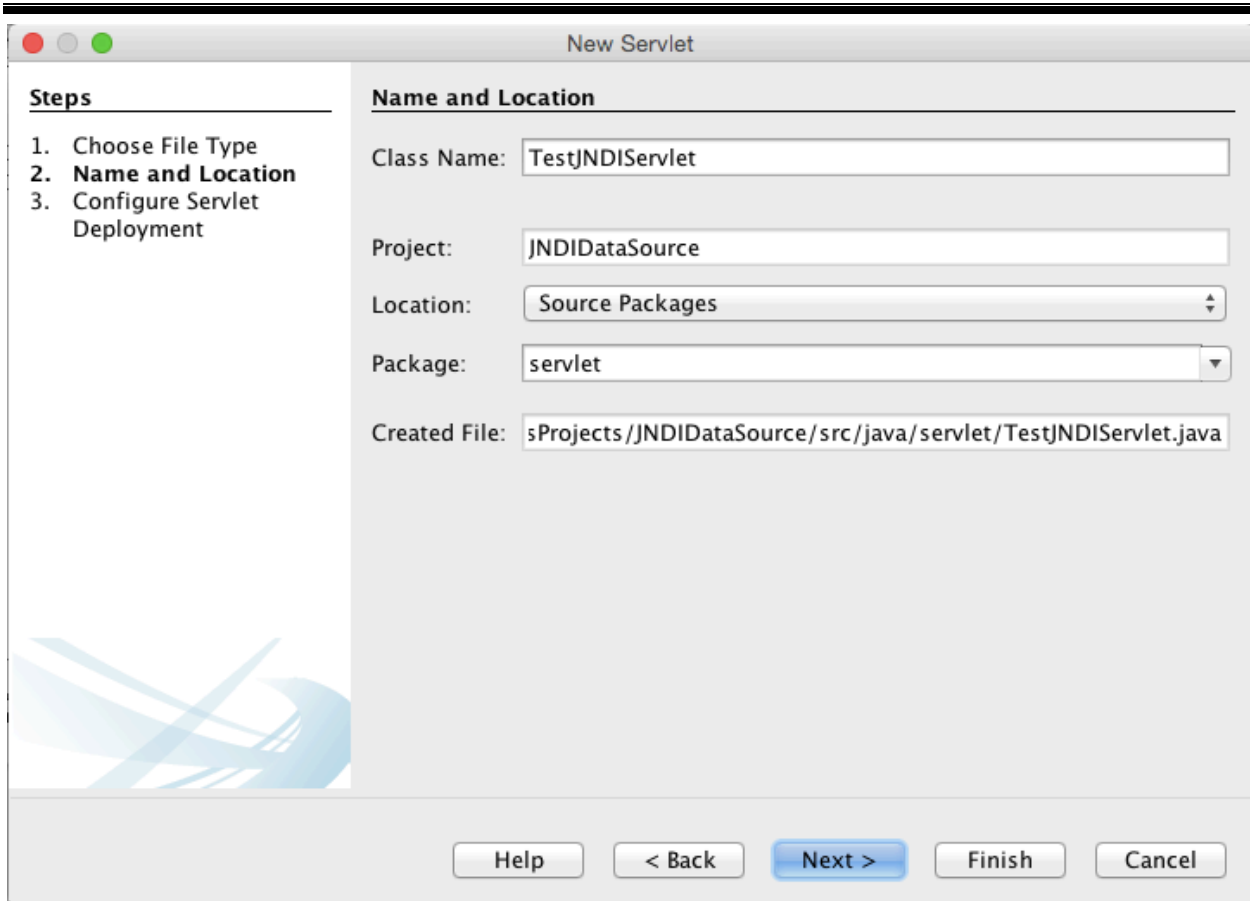 New Servlet
Steps
1. Choose File Type
2. Name and Location
3. Configure Servlet
Deployment
Name and Location
Class Name: TestJNDIServlet
Project: JNDIDataSource
Location: Source Packages
Package: servlet
Created File: sProjects/JNDIDataSource/src/java/servlet/TestJNDIServlet.java
Help < Back Next > Finish Cancel